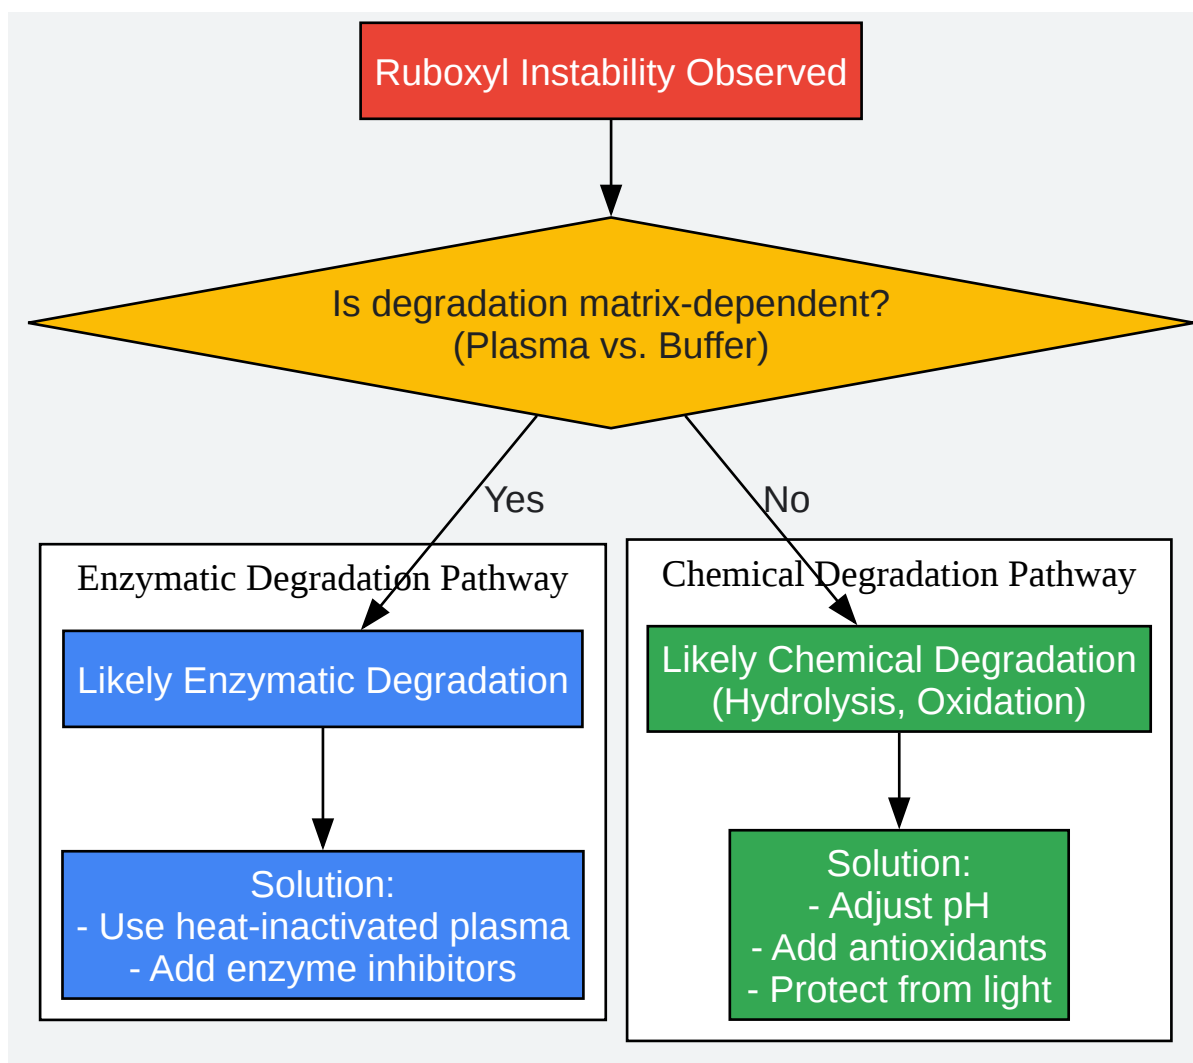 Ruboxyl Instability Observed
Is degradation matrix-dependent?
(Plasma vs. Buffer)
Yes
No
Enzymatic Degradation Pathway
Likely Enzymatic Degradation
Solution:
- Use heat-inactivated plasma
- Add enzyme inhibitors
Chemical Degradation Pathway
Likely Chemical Degradation
(Hydrolysis, Oxidation)
Solution:
- Adjust pH
- Add antioxidants
- Protect from light